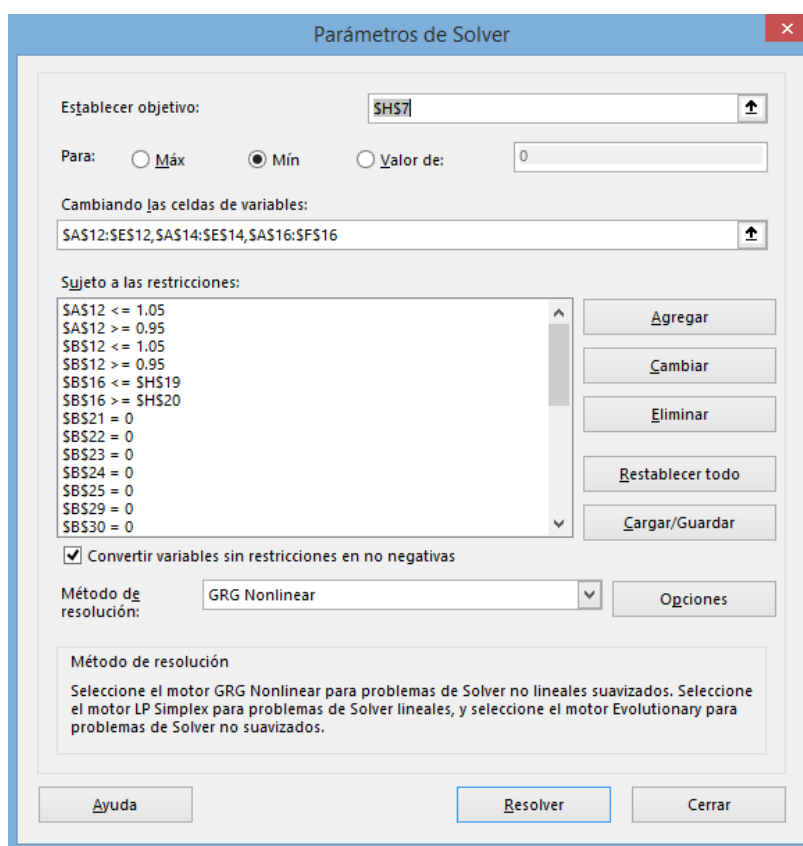 Parámetros de Solver
Establecer objetivo:
$H$7
Para:
Máx
Mín
Valor de:
0
Cambiando las celdas de variables:
$A$12:$E$12,$A$14:$E$14,$A$16:$F$16
Sujeto a las restricciones:
$A$12 <= 1.05
$A$12 >= 0.95
$B$12 <= 1.05
$B$12 >= 0.95
$B$16 <= $H$19
$B$16 >= $H$20
$B$21 = 0
$B$22 = 0
$B$23 = 0
$B$24 = 0
$B$25 = 0
$B$29 = 0
$B$30 = 0
Agregar
Cambiar
Eliminar
Restablecer todo
Cargar/Guardar
Convertir variables sin restricciones en no negativas
Método de
resolución:
GRG Nonlinear
Opciones
Método de resolución
Seleccione el motor GRG Nonlinear para problemas de Solver no lineales suavizados. Seleccione
el motor LP Simplex para problemas de Solver lineales, y seleccione el motor Evolutionary para
problemas de Solver no suavizados.
Ayuda
Resolver
Cerrar